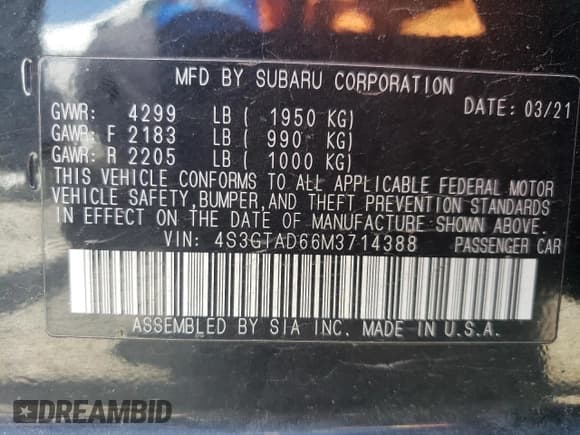 MFD BY SUBARU CORPORATION
DATE: 03/21
GVWR: 4299 LB ( 1950 KG)
GAWR: F 2183 LB ( 990 KG)
GAWR: R 2205 LB ( 1000 KG)
THIS VEHICLE CONFORMS TO ALL APPLICABLE FEDERAL MOTOR
VEHICLE SAFETY, BUMPER, AND THEFT PREVENTION STANDARDS
IN EFFECT ON THE DATE OF MANUFACTURE SHOWN ABOVE.
VIN: 4S3GTAD66M3714388 PASSENGER CAR
ASSEMBLED BY SIA INC. MADE IN U.S.A.
DREAMBID